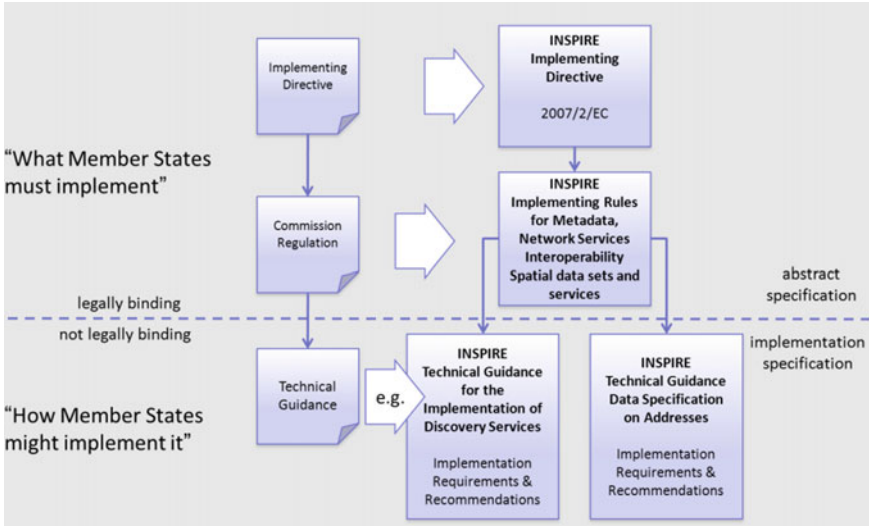 Implementing
Directive
INSPIRE
Implementing
Directive
2007/2/EC
“What Member States
must implement”
Commission
Regulation
INSPIRE
Implementing Rules
for Metadata,
Network Services
Interoperability
Spatial data sets and
services
abstract
specification
legally binding
not legally binding
implementation
specification
Technical
Guidance
e.g.
INSPIRE
Technical Guidance
for the
Implementation of
Discovery Services
Implementation
Requirements &
Recommendations
INSPIRE
Technical Guidance
Data Specification
on Addresses
Implementation
Requirements &
Recommendations
“How Member States
might implement it”